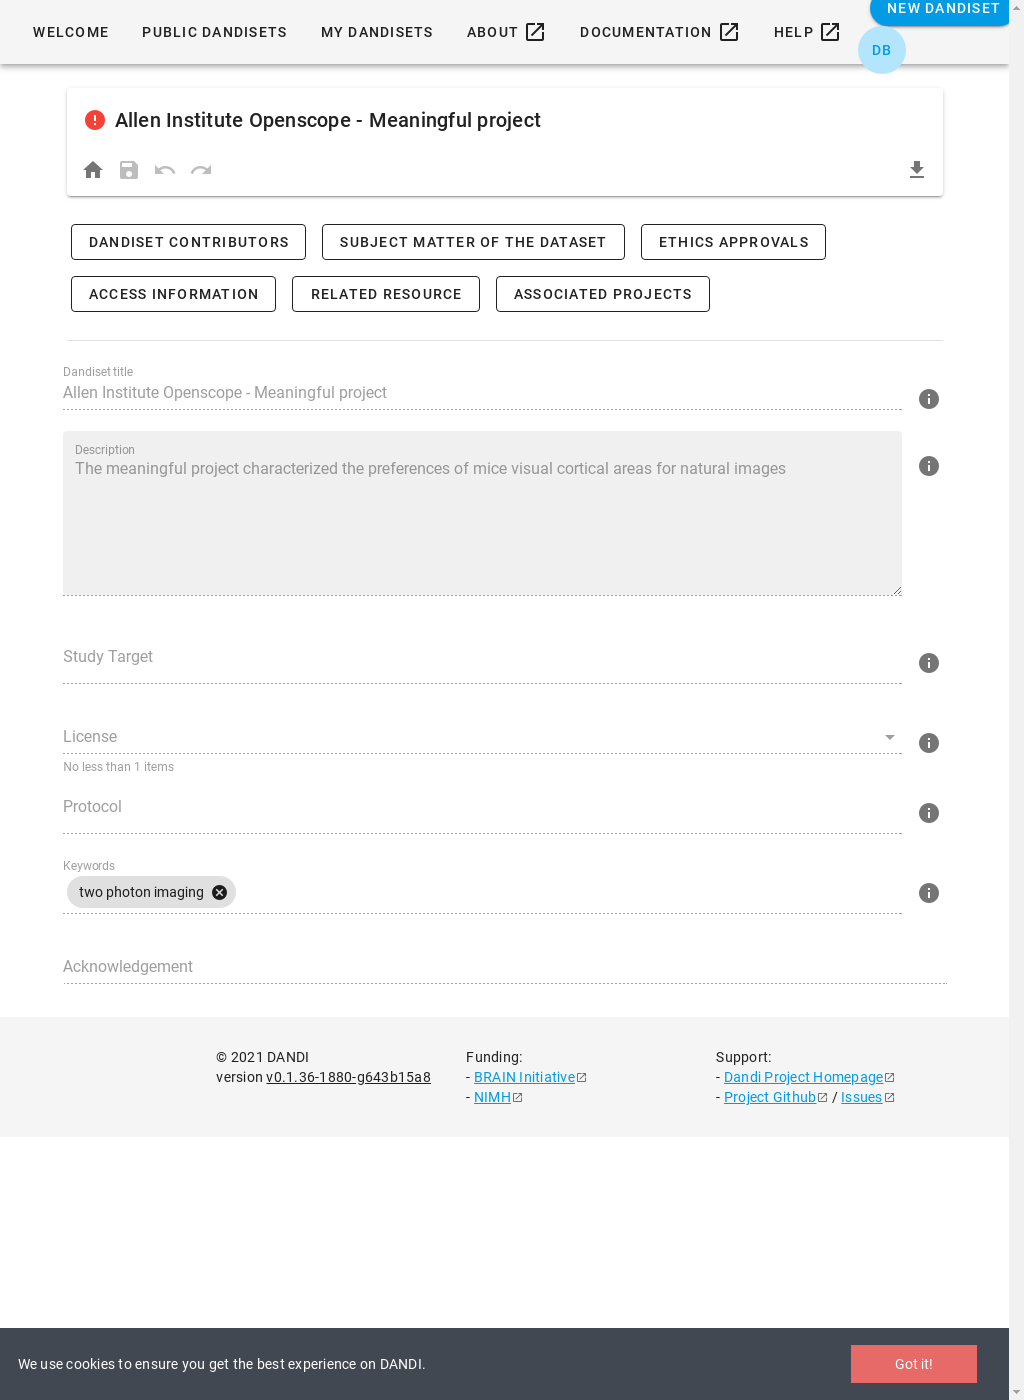 NEW DANDISET
WELCOME PUBLIC DANDISETS MY DANDISETS ABOUT DOCUMENTATION HELP
DB
Allen Institute Openscope - Meaningful project
DANDISET CONTRIBUTORS SUBJECT MATTER OF THE DATASET ETHICS APPROVALS
ACCESS INFORMATION RELATED RESOURCE ASSOCIATED PROJECTS
Dandiset title
Allen Institute Openscope - Meaningful project
Description
The meaningful project characterized the preferences of mice visual cortical areas for natural images
Study Target
License
No less than 1 items
Protocol
Keywords
two photon imaging
Acknowledgement
© 2021 DANDI
version v0.1.36-1880-g643b15a8
Funding:
- BRAIN Initiative
- NIMH
Support:
- Dandi Project Homepage
- Project Github / Issues
We use cookies to ensure you get the best experience on DANDI.
Got it!